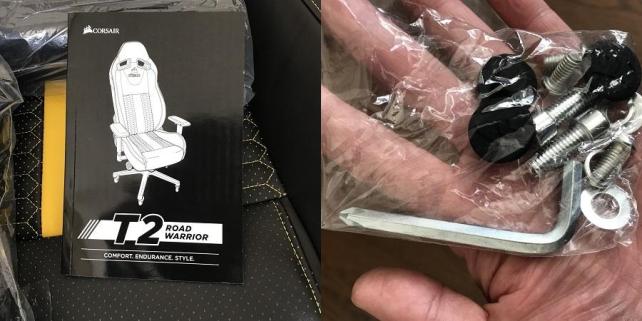 CORSAIR
T2 ROAD
WARRIOR
COMFORT. ENDURANCE. STYLE.